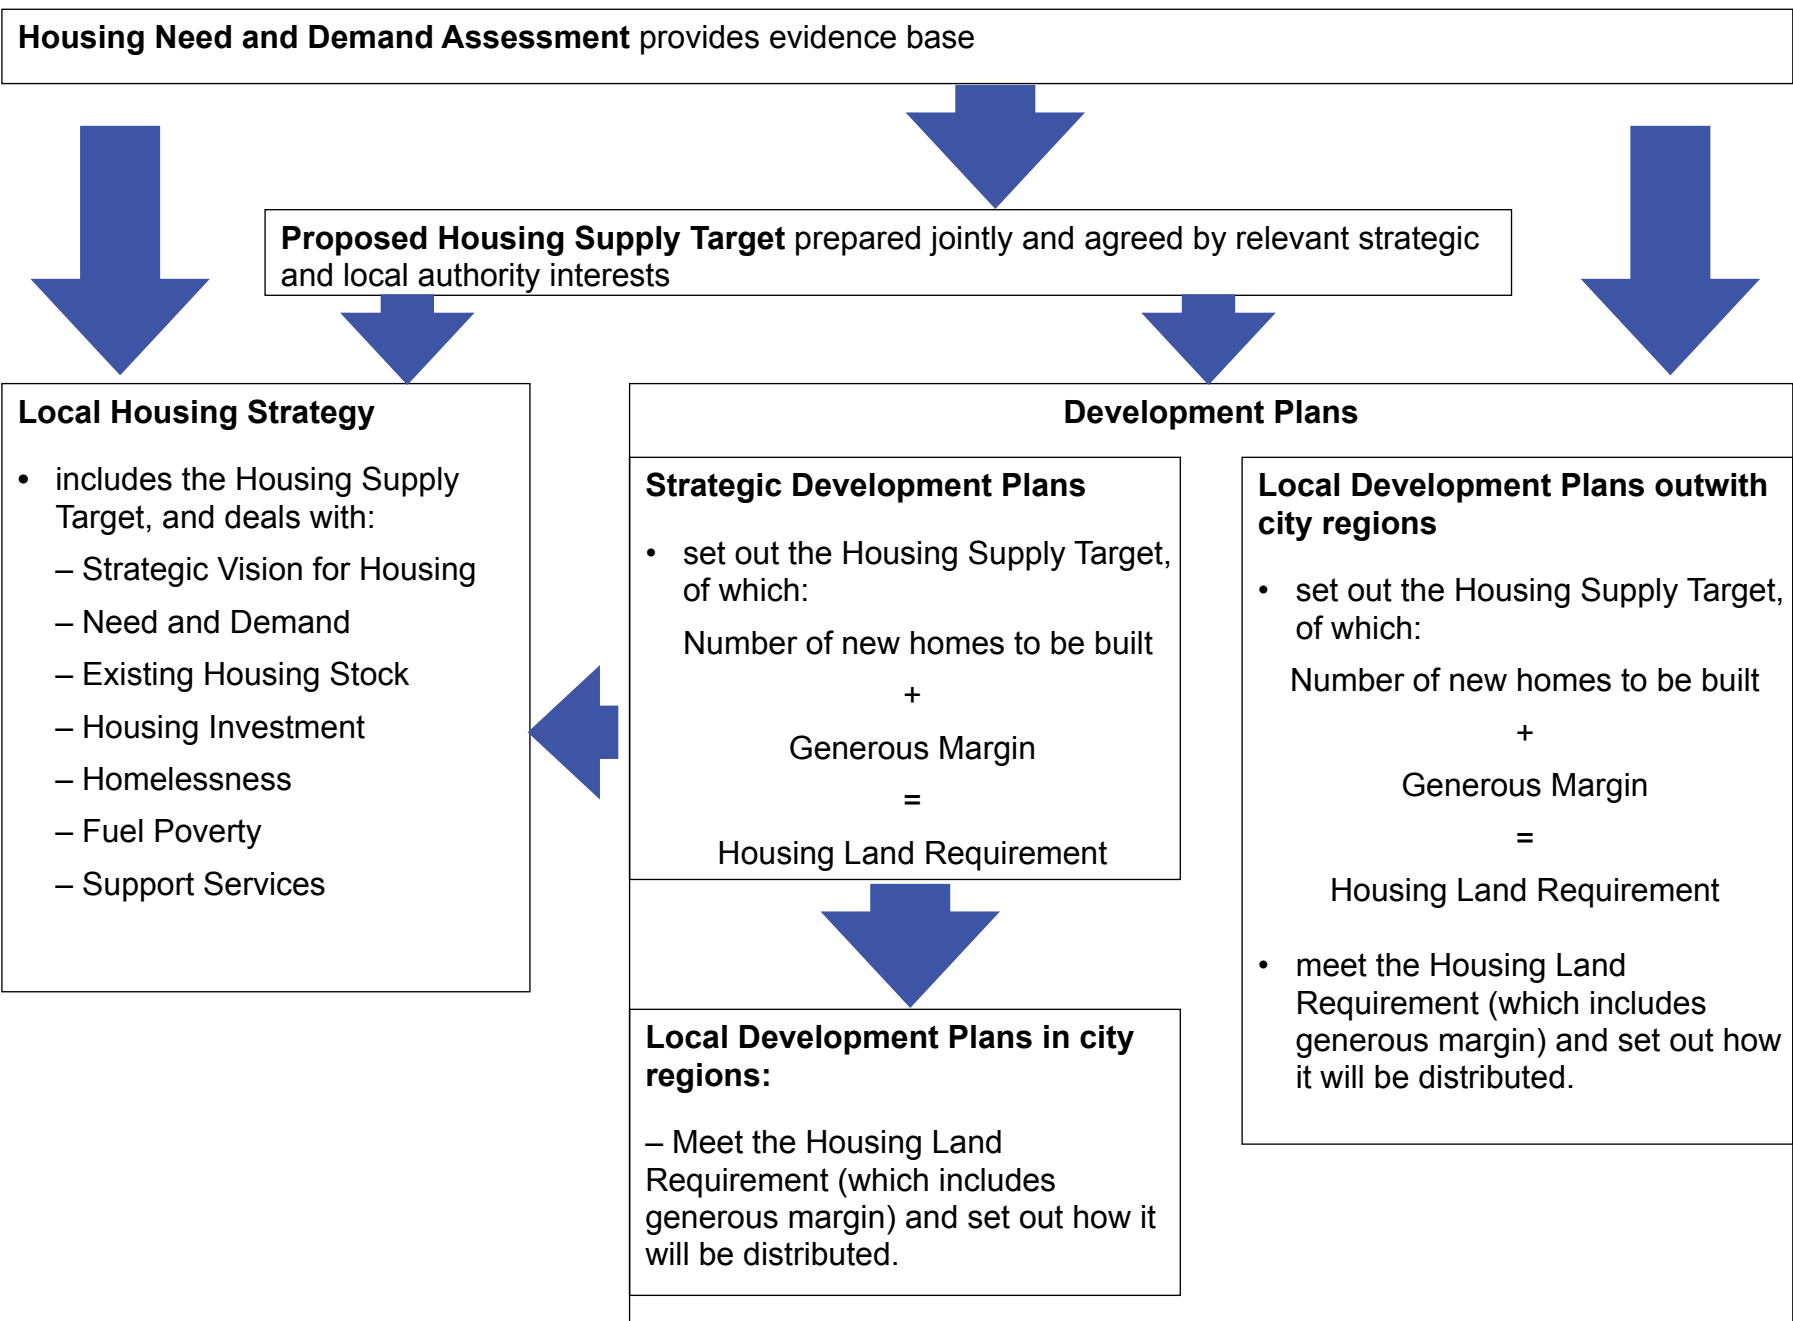 Housing Need and Demand Assessment provides evidence base
Proposed Housing Supply Target prepared jointly and agreed by relevant strategic
and local authority interests
Local Housing Strategy
• includes the Housing Supply
Target, and deals with:
– Strategic Vision for Housing
– Need and Demand
– Existing Housing Stock
– Housing Investment
– Homelessness
– Fuel Poverty
– Support Services
Development Plans
Strategic Development Plans
• set out the Housing Supply Target,
of which:
Number of new homes to be built
+
Generous Margin
=
Housing Land Requirement
Local Development Plans in city
regions:
– Meet the Housing Land
Requirement (which includes
generous margin) and set out how it
will be distributed.
Local Development Plans outwith
city regions
• set out the Housing Supply Target,
of which:
Number of new homes to be built
+
Generous Margin
=
Housing Land Requirement
• meet the Housing Land
Requirement (which includes
generous margin) and set out how
it will be distributed.